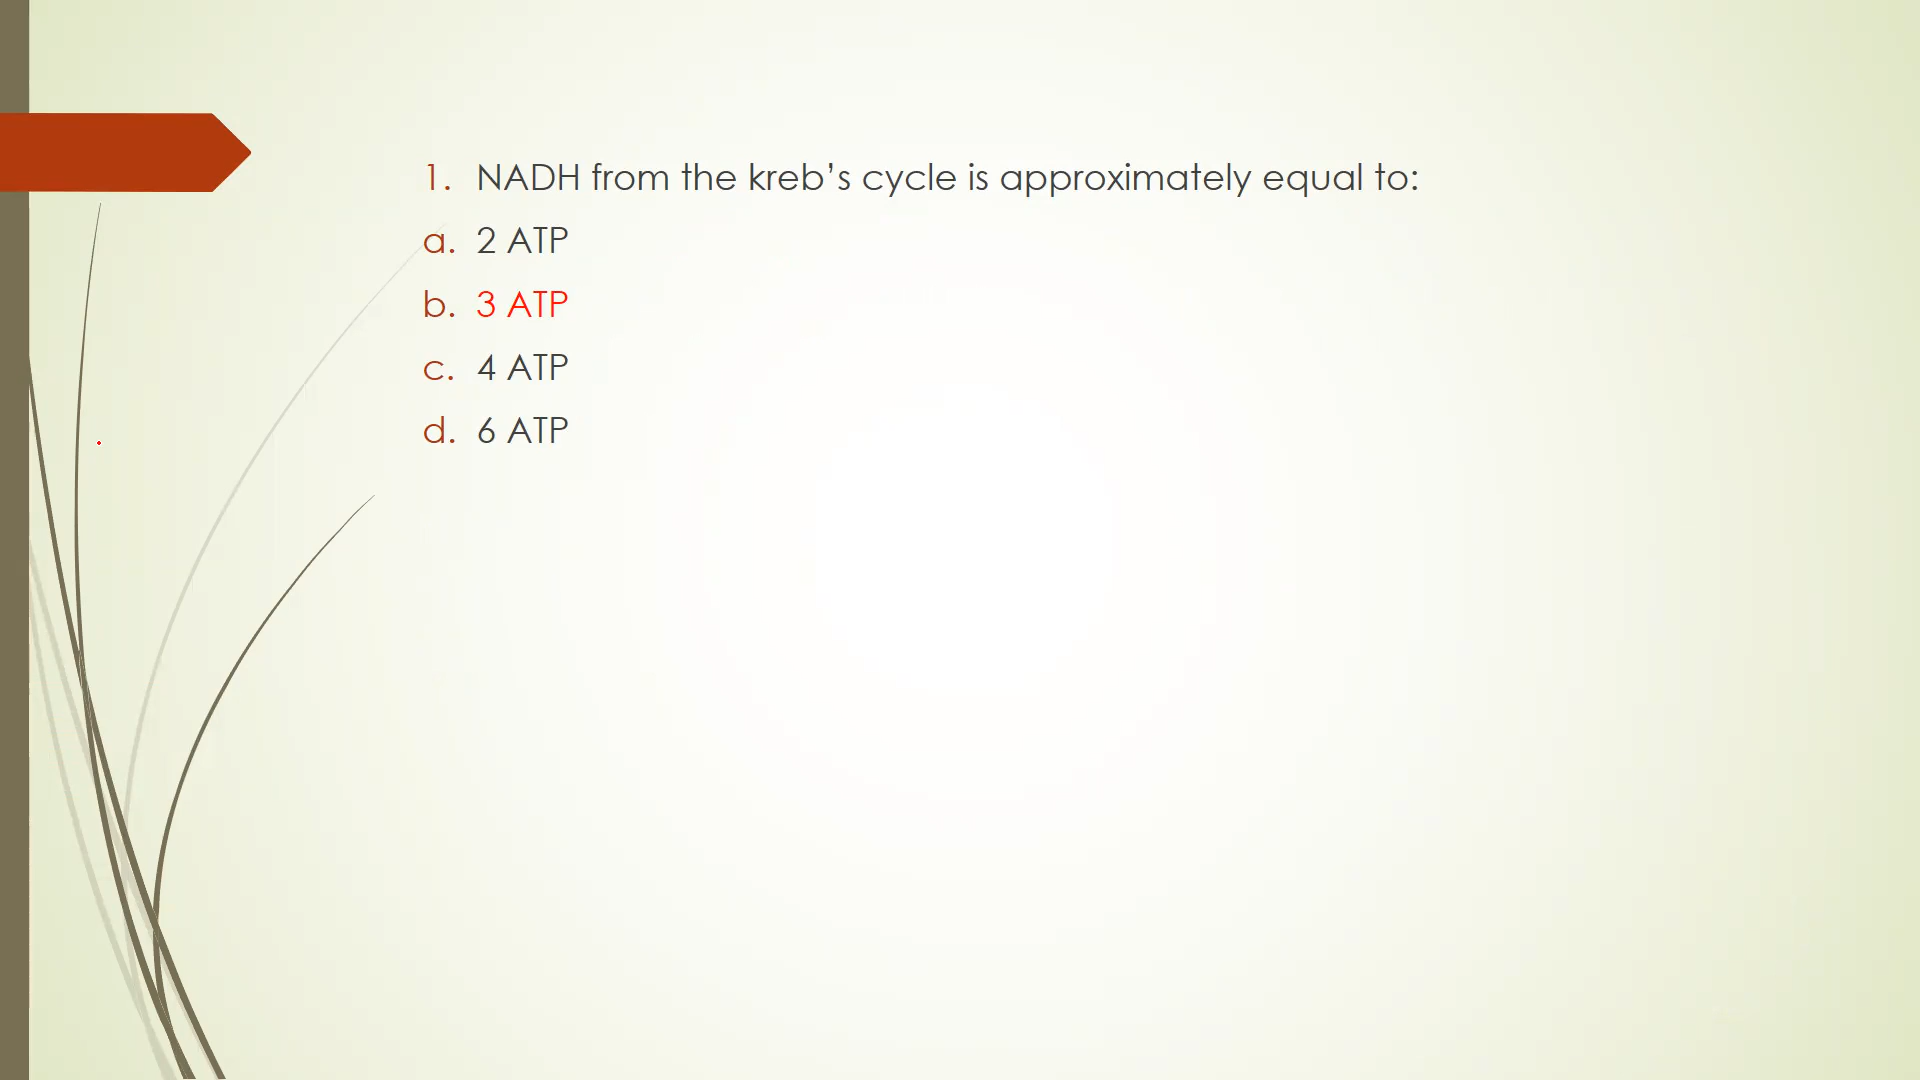 1. NADH from the kreb’s cycle is approximately equal to:
a. 2 ATP
b. 3 ATP
c. 4 ATP
d. 6 ATP